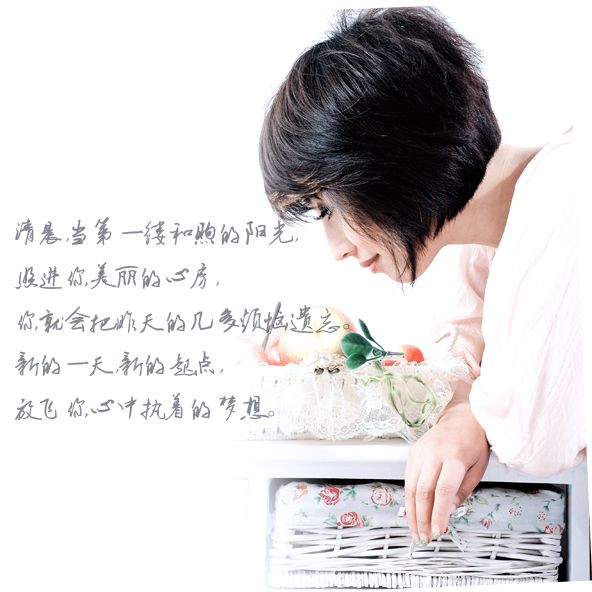 清晨,当第一缕和煦的阳光,
照进你美丽的心房,
你就会把昨天的几多烦恼遗忘。
新的一天新的起点,
放飞你心中执着的梦想。